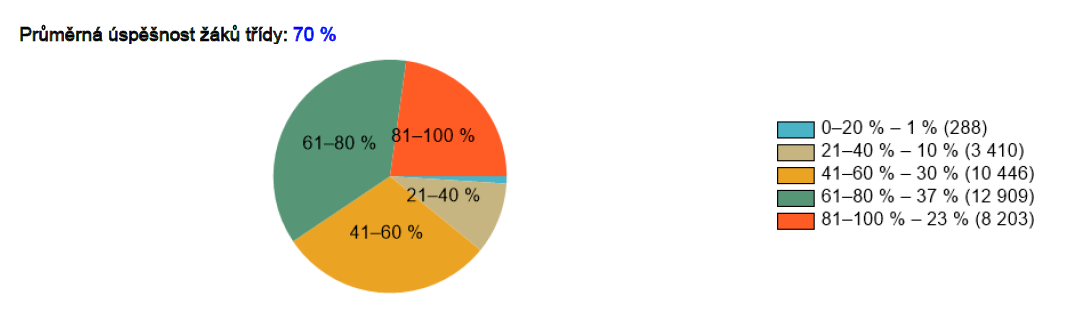 Průměrná úspěšnost žáků třídy: 70 %
61–80 %
81–100 %
21–40 %
41–60 %
0–20 % – 1 % (288)
21–40 % – 10 % (3 410)
41–60 % – 30 % (10 446)
61–80 % – 37 % (12 909)
81–100 % – 23 % (8 203)